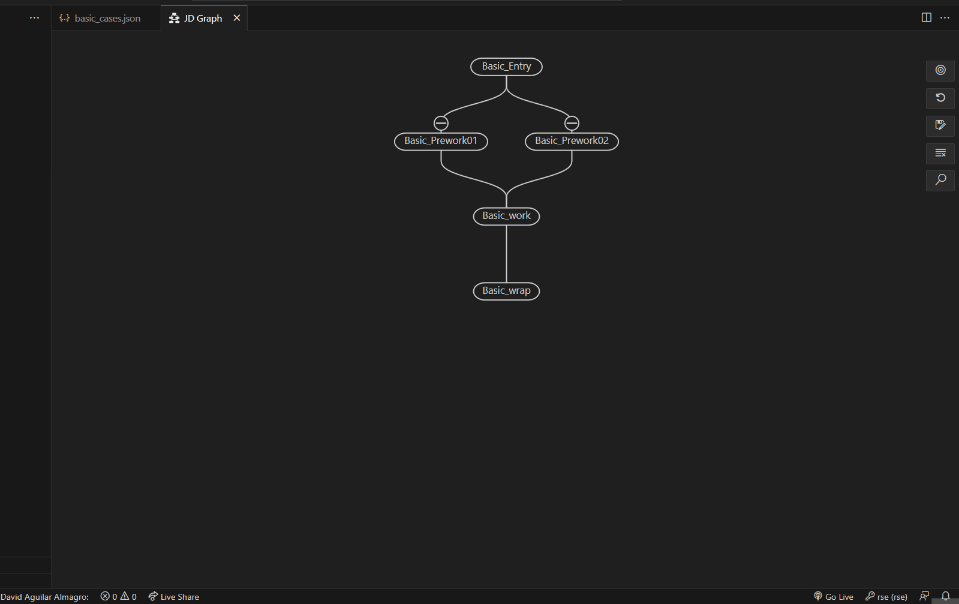 basic_cases.json
JD Graph
Basic_Entry
Basic_Prework01
Basic_Prework02
Basic_work
Basic_wrap
David Aguilar Almagro:
0
0
Live Share
Go Live
rse (rse)